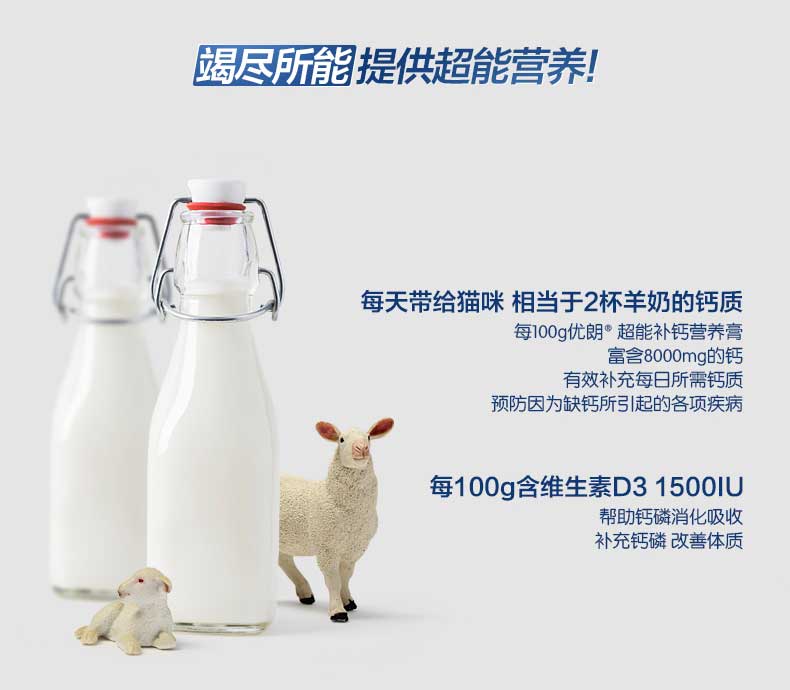 竭尽所能 提供超能营养!
每天带给猫咪 相当于2杯羊奶的钙质
每100g优朗® 超能补钙营养膏
富含8000mg的钙
有效补充每日所需钙质
预防因为缺钙所引起的各项疾病
每100g含维生素D3 1500IU
帮助钙磷消化吸收
补充钙磷 改善体质